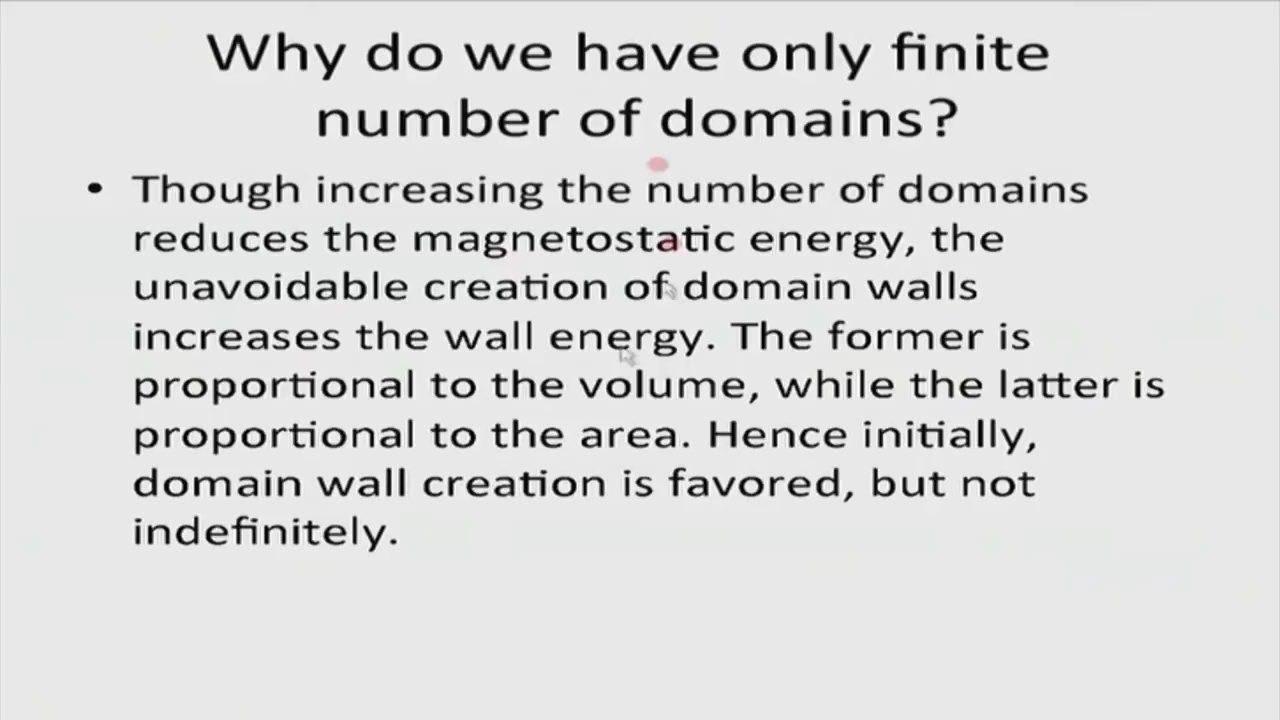 Why do we have only finite
number of domains?
• Though increasing the number of domains
reduces the magnetostatic energy, the
unavoidable creation of domain walls
increases the wall energy. The former is
proportional to the volume, while the latter is
proportional to the area. Hence initially,
domain wall creation is favored, but not
indefinitely.